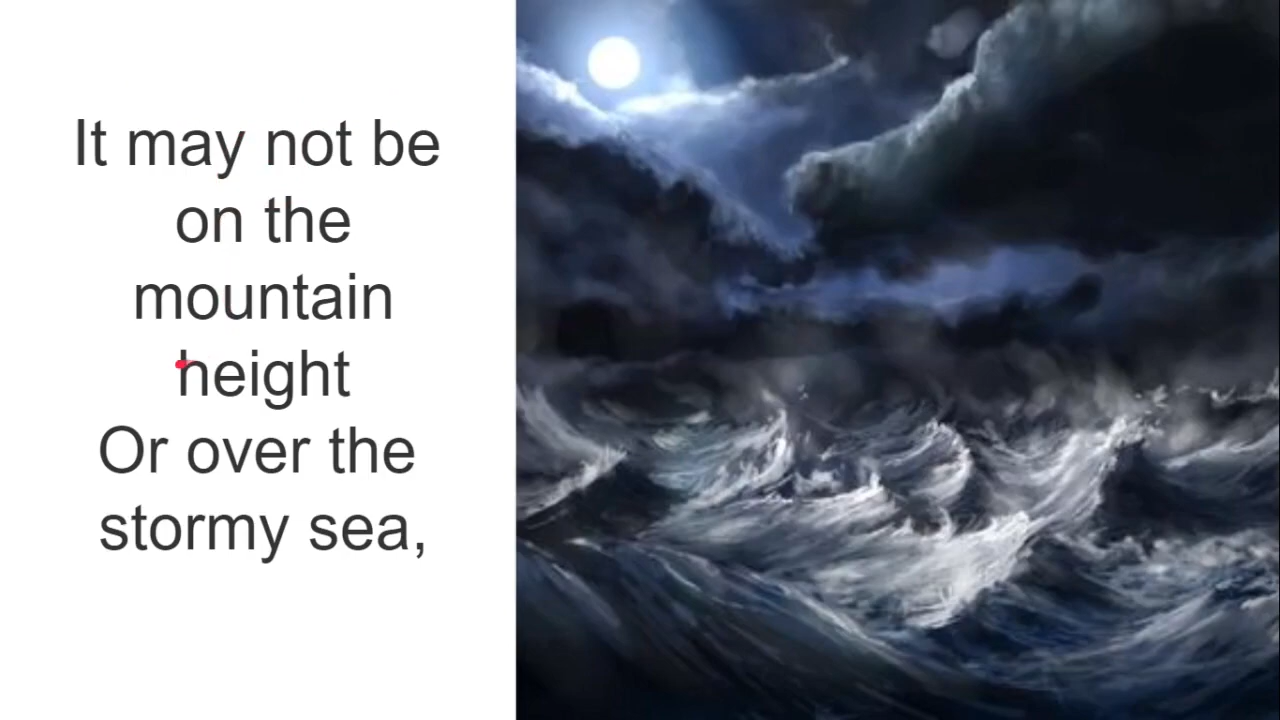 It may not be
on the
mountain
height
Or over the
stormy sea,